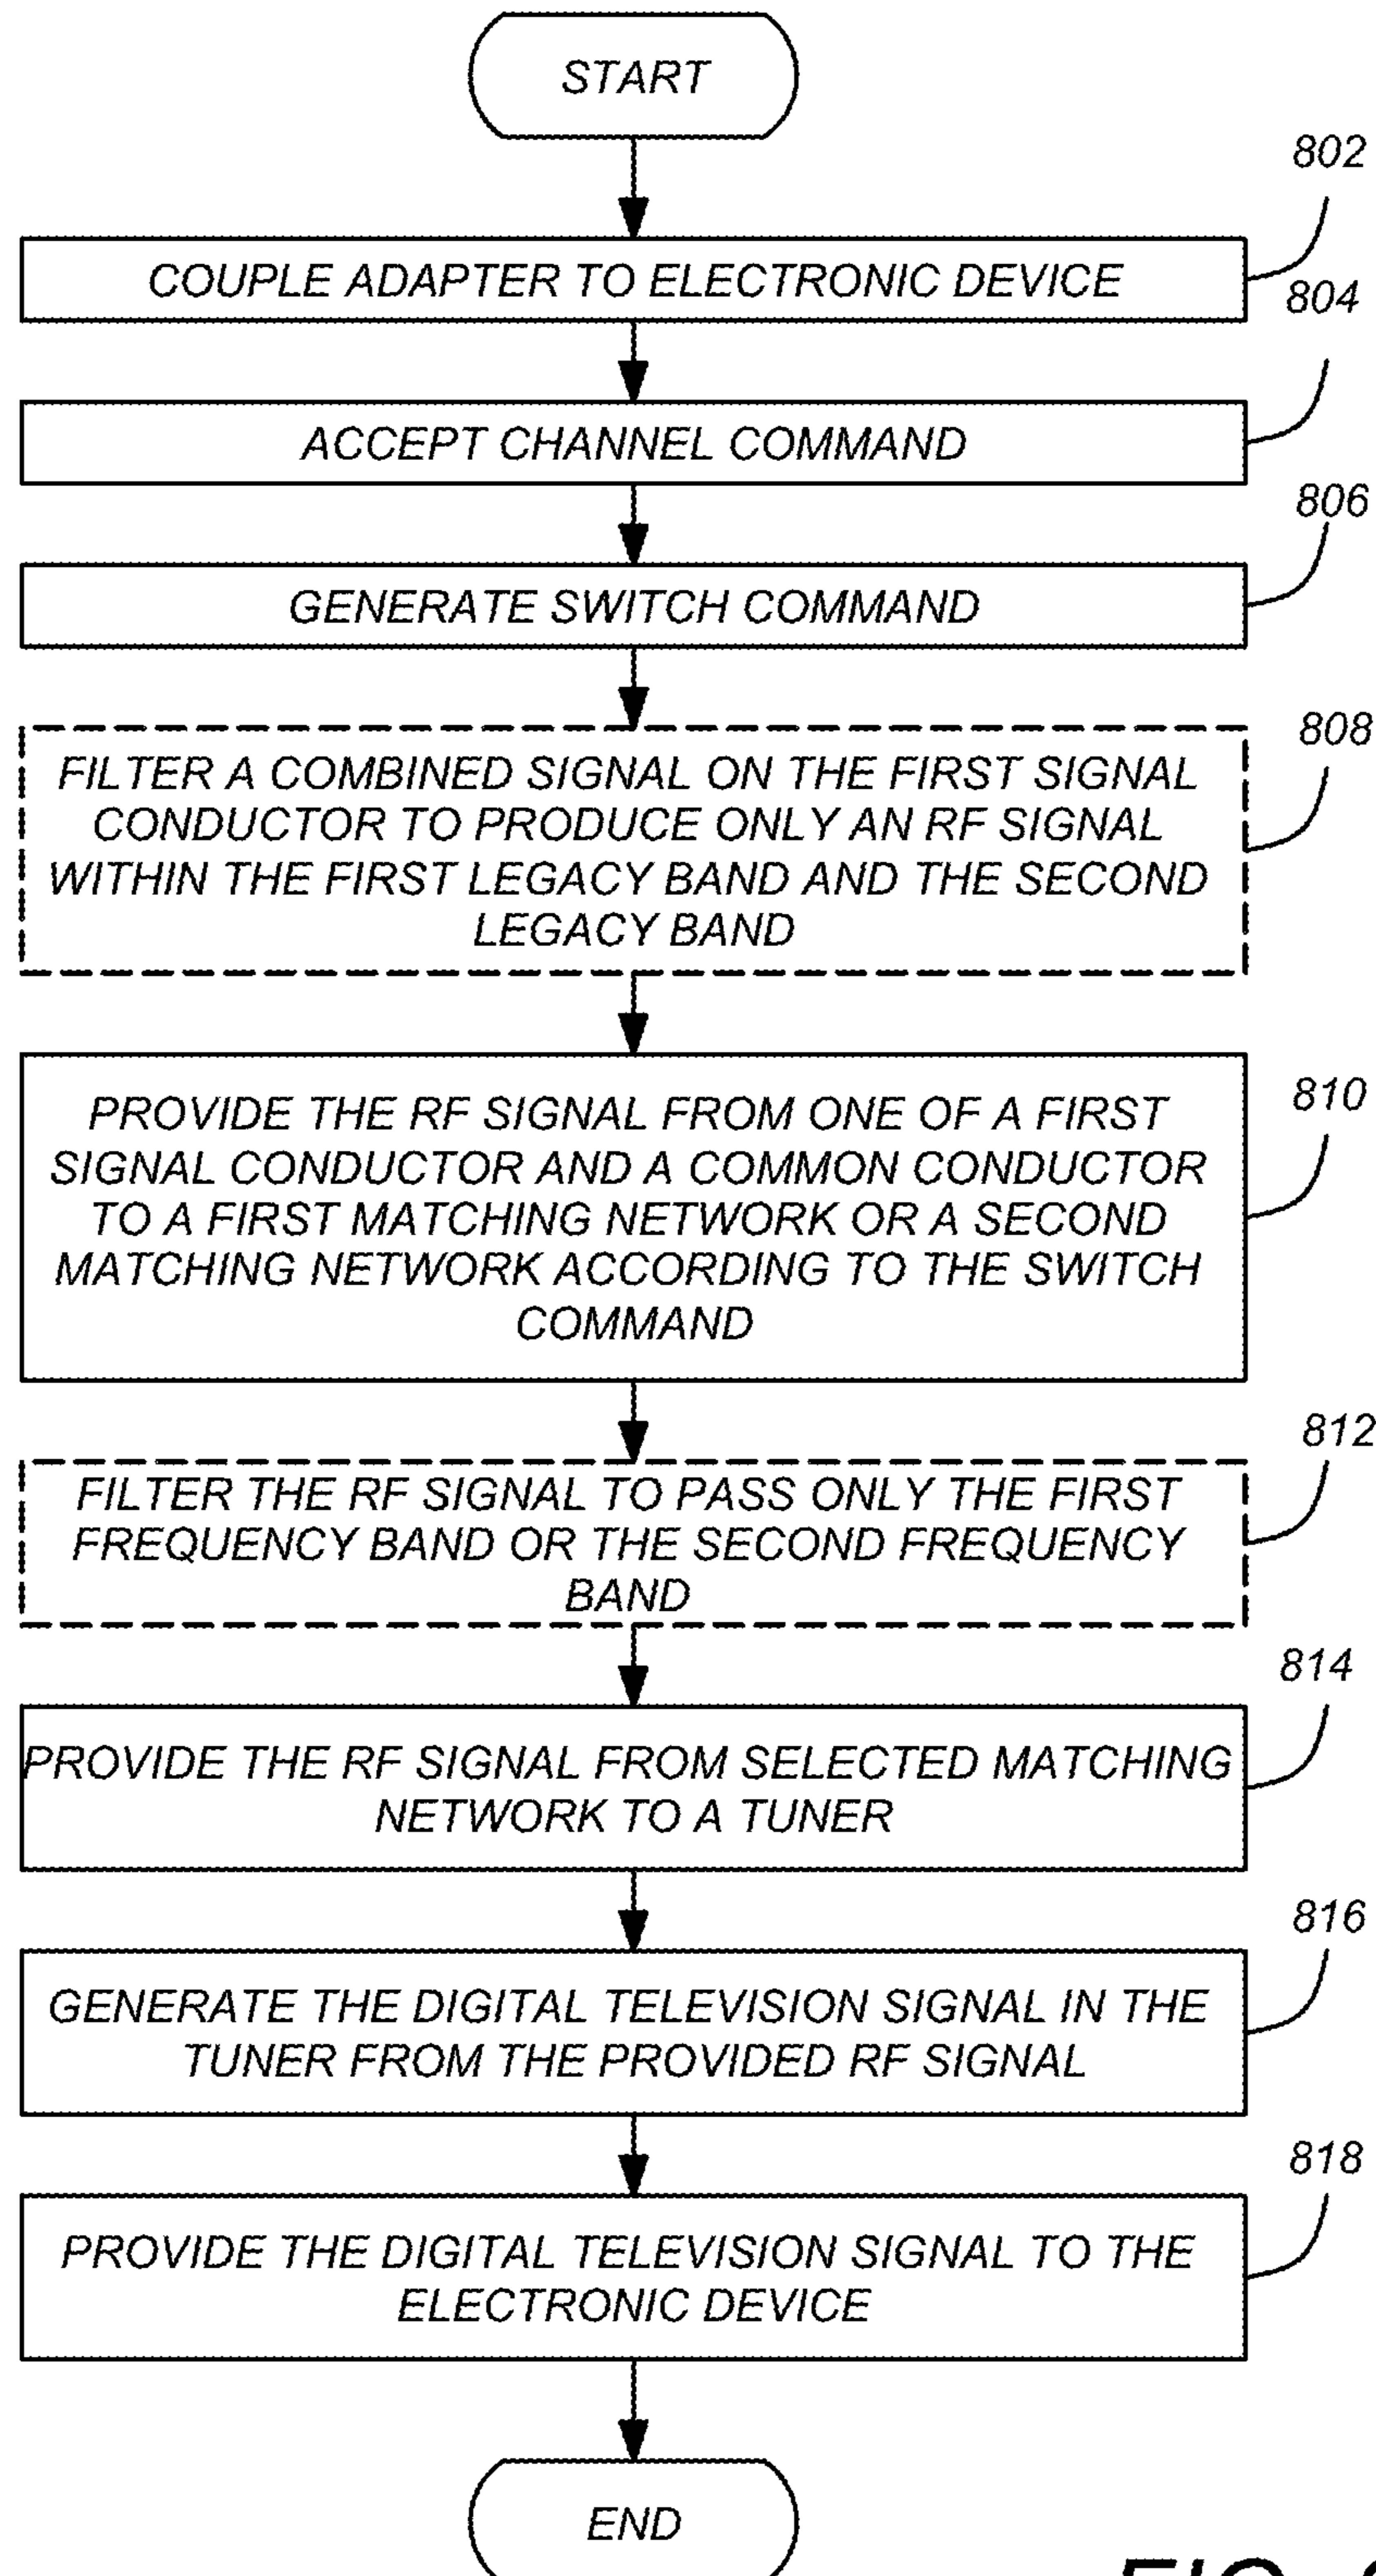 START
802
COUPLE ADAPTER TO ELECTRONIC DEVICE
804
ACCEPT CHANNEL COMMAND
806
GENERATE SWITCH COMMAND
808
FILTER A COMBINED SIGNAL ON THE FIRST SIGNAL
CONDUCTOR TO PRODUCE ONLY AN RF SIGNAL
WITHIN THE FIRST LEGACY BAND AND THE SECOND
LEGACY BAND
810
PROVIDE THE RF SIGNAL FROM ONE OF A FIRST
SIGNAL CONDUCTOR AND A COMMON CONDUCTOR
TO A FIRST MATCHING NETWORK OR A SECOND
MATCHING NETWORK ACCORDING TO THE SWITCH
COMMAND
812
FILTER THE RF SIGNAL TO PASS ONLY THE FIRST
FREQUENCY BAND OR THE SECOND FREQUENCY
BAND
814
PROVIDE THE RF SIGNAL FROM SELECTED MATCHING
NETWORK TO A TUNER
816
GENERATE THE DIGITAL TELEVISION SIGNAL IN THE
TUNER FROM THE PROVIDED RF SIGNAL
818
PROVIDE THE DIGITAL TELEVISION SIGNAL TO THE
ELECTRONIC DEVICE
END
FIG.